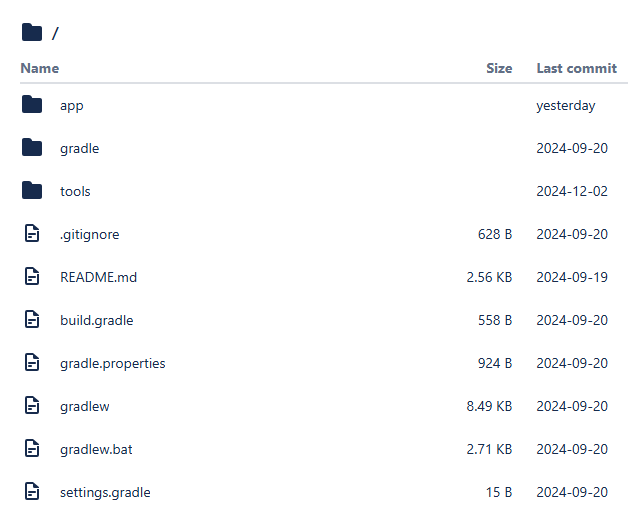 /
Name Size Last commit
app yesterday
gradle 2024-09-20
tools 2024-12-02
.gitignore 628 B 2024-09-20
README.md 2.56 KB 2024-09-19
build.gradle 558 B 2024-09-20
gradle.properties 924 B 2024-09-20
gradlew 8.49 KB 2024-09-20
gradlew.bat 2.71 KB 2024-09-20
settings.gradle 15 B 2024-09-20